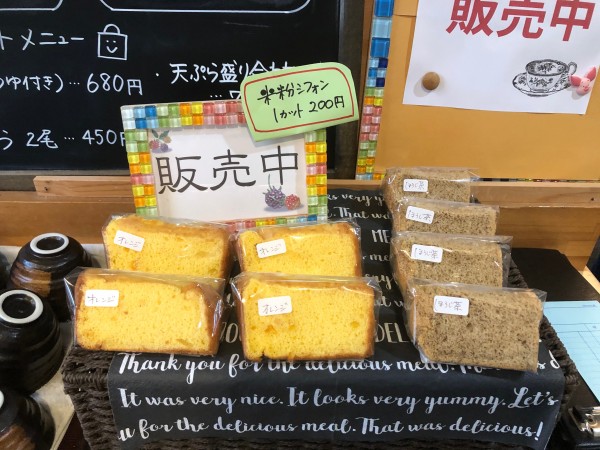 販売中
トメニュー
つゆ付き)… 680円
・天ぷら盛り合わ
2尾… 450円
米粉シフォン
1カット 200円
販売中
オレンジ
オレンジ
オレンジ
オレンジ
ほうじ茶
ほうじ茶
ほうじ茶
ほうじ茶
Thank you for the delicious meal.
It was very nice. It looks very yummy. Let's
u for the delicious meal. That was delicious!